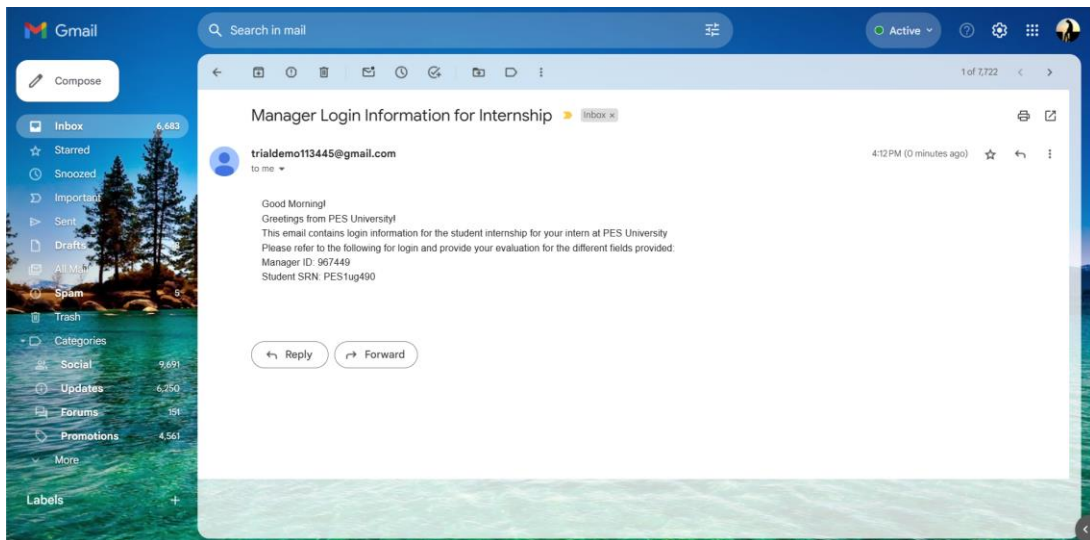 Gmail
Search in mail
Active
Compose
1 of 7,722
Manager Login Information for Internship
Inbox x
Inbox 6,683
Starred
Snoozed
Important
Sent
Drafts
All Mail
Spam 5
Trash
Categories
Social 9,691
Updates 6,250
Forums 151
Promotions 4,561
More
Labels +
trialdemo113445@gmail.com
4:12 PM (0 minutes ago)
to me
Good Morning!
Greetings from PES University!
This email contains login information for the student internship for your intern at PES University
Please refer to the following for login and provide your evaluation for the different fields provided:
Manager ID: 967449
Student SRN: PES1ug490
Reply
Forward